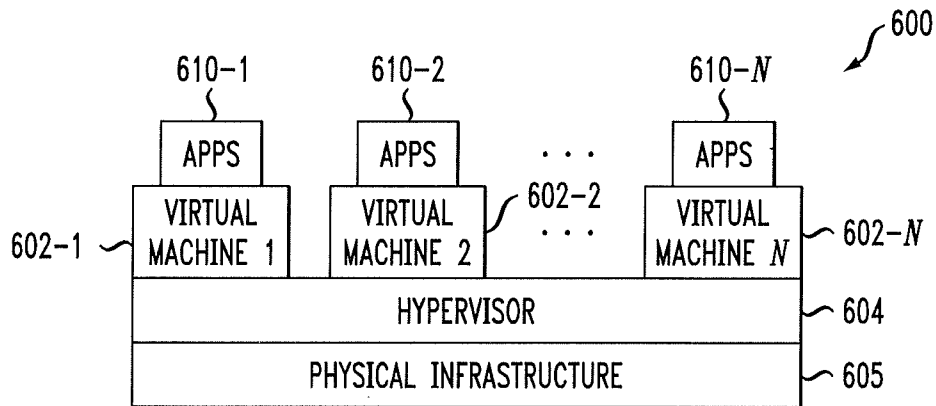 600
610-1
610-2
610-N
APPS
APPS
. . .
APPS
602-1
VIRTUAL
MACHINE 1
VIRTUAL
MACHINE 2
602-2
. . .
VIRTUAL
MACHINE N
602-N
HYPERVISOR
604
PHYSICAL INFRASTRUCTURE
605